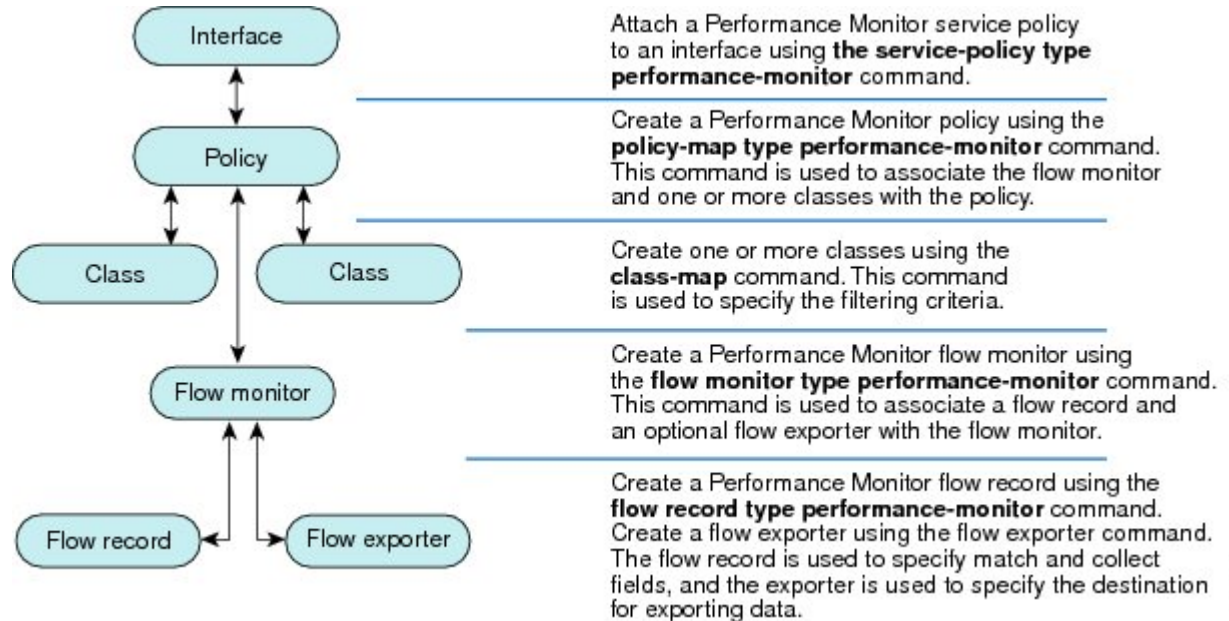 Interface
Attach a Performance Monitor service policy
to an interface using the service-policy type
performance-monitor command.
Policy
Create a Performance Monitor policy using the
policy-map type performance-monitor command.
This command is used to associate the flow monitor
and one or more classes with the policy.
Class
Class
Create one or more classes using the
class-map command. This command
is used to specify the filtering criteria.
Flow monitor
Create a Performance Monitor flow monitor using
the flow monitor type performance-monitor command.
This command is used to associate a flow record and
an optional flow exporter with the flow monitor.
Flow record
Flow exporter
Create a Performance Monitor flow record using the
flow record type performance-monitor command.
Create a flow exporter using the flow exporter command.
The flow record is used to specify match and collect
fields, and the exporter is used to specify the destination
for exporting data.